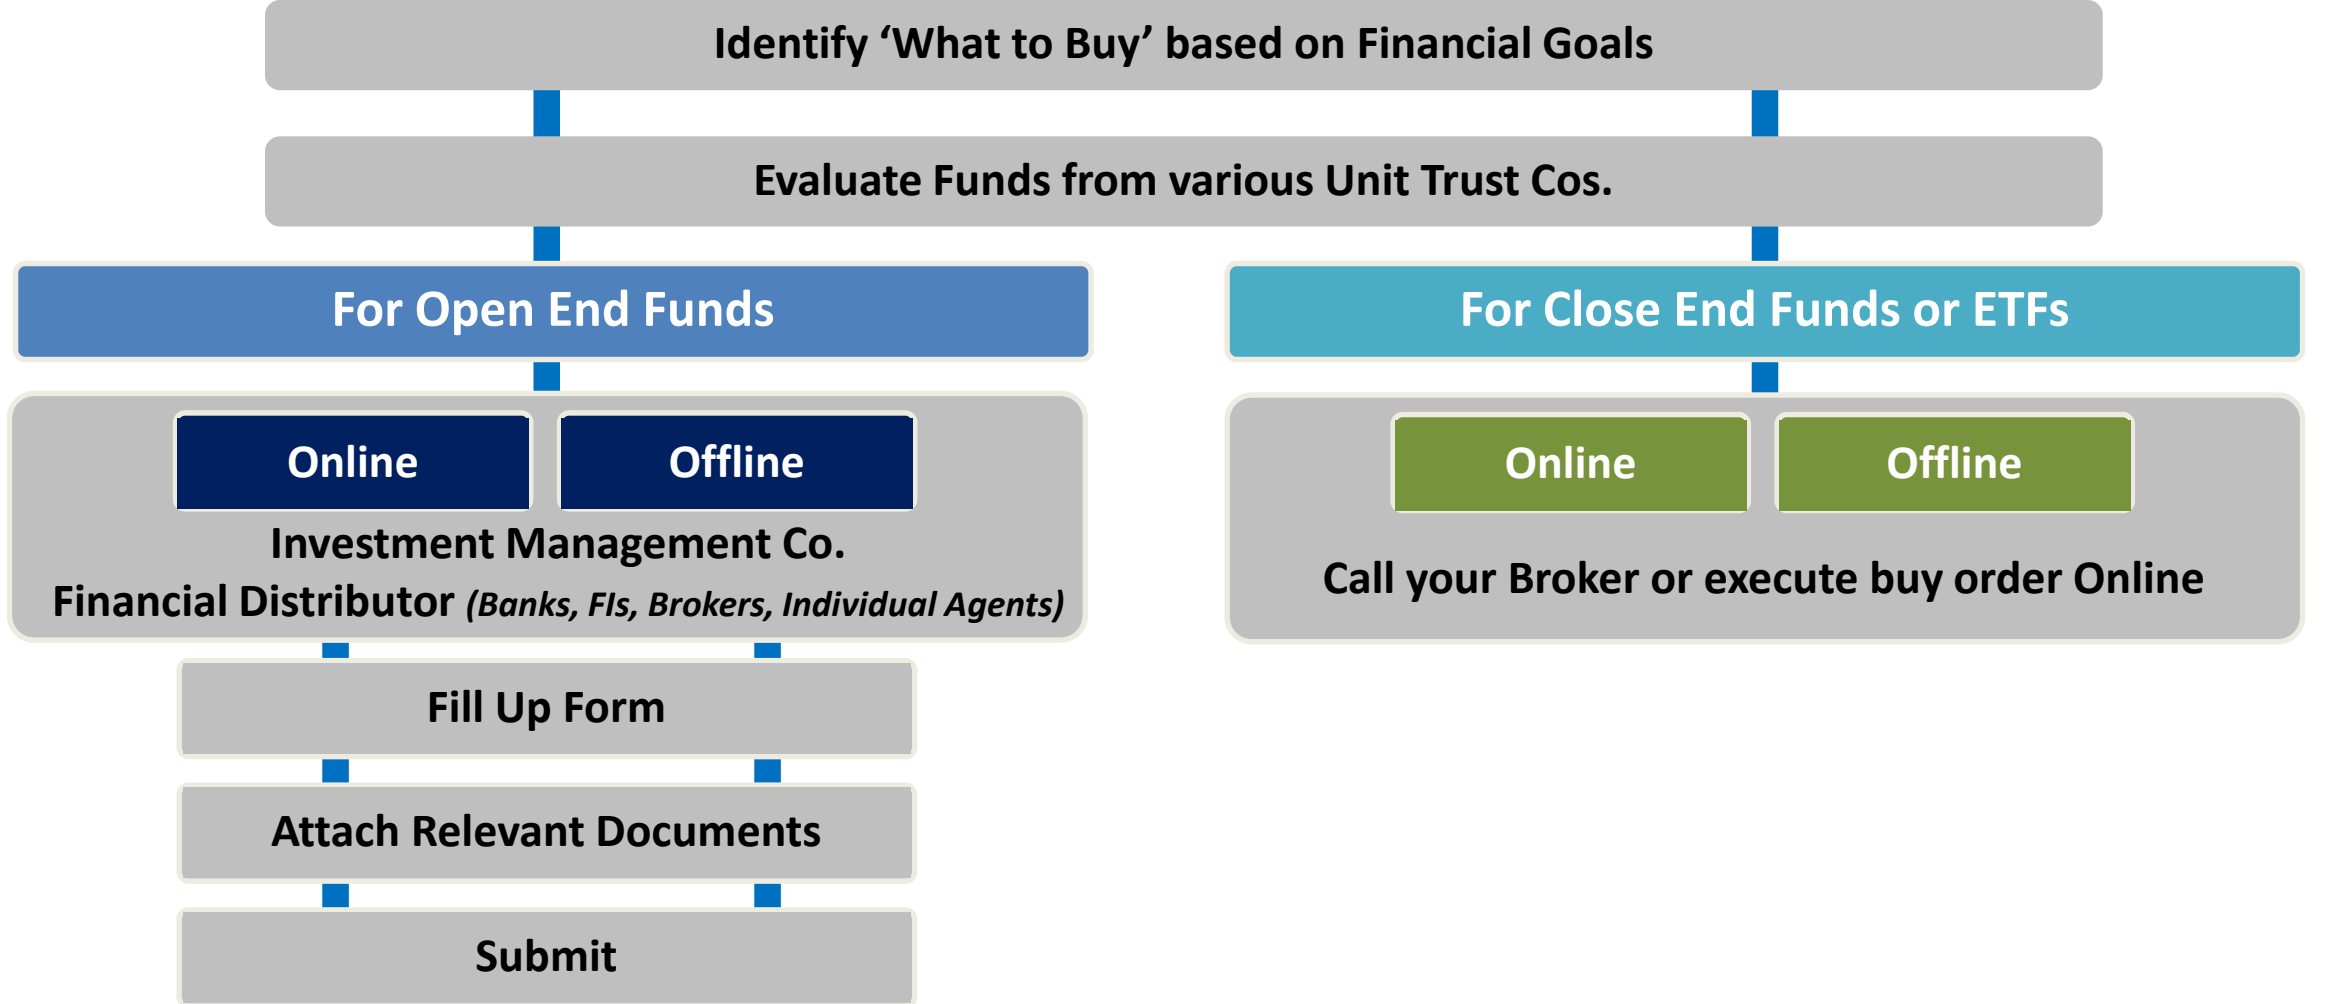 Identify ‘What to Buy’ based on Financial Goals
Evaluate Funds from various Unit Trust Cos.
For Open End Funds
For Close End Funds or ETFs
Online
Offline
Investment Management Co.
Financial Distributor (Banks, FIs, Brokers, Individual Agents)
Online
Offline
Call your Broker or execute buy order Online
Fill Up Form
Attach Relevant Documents
Submit